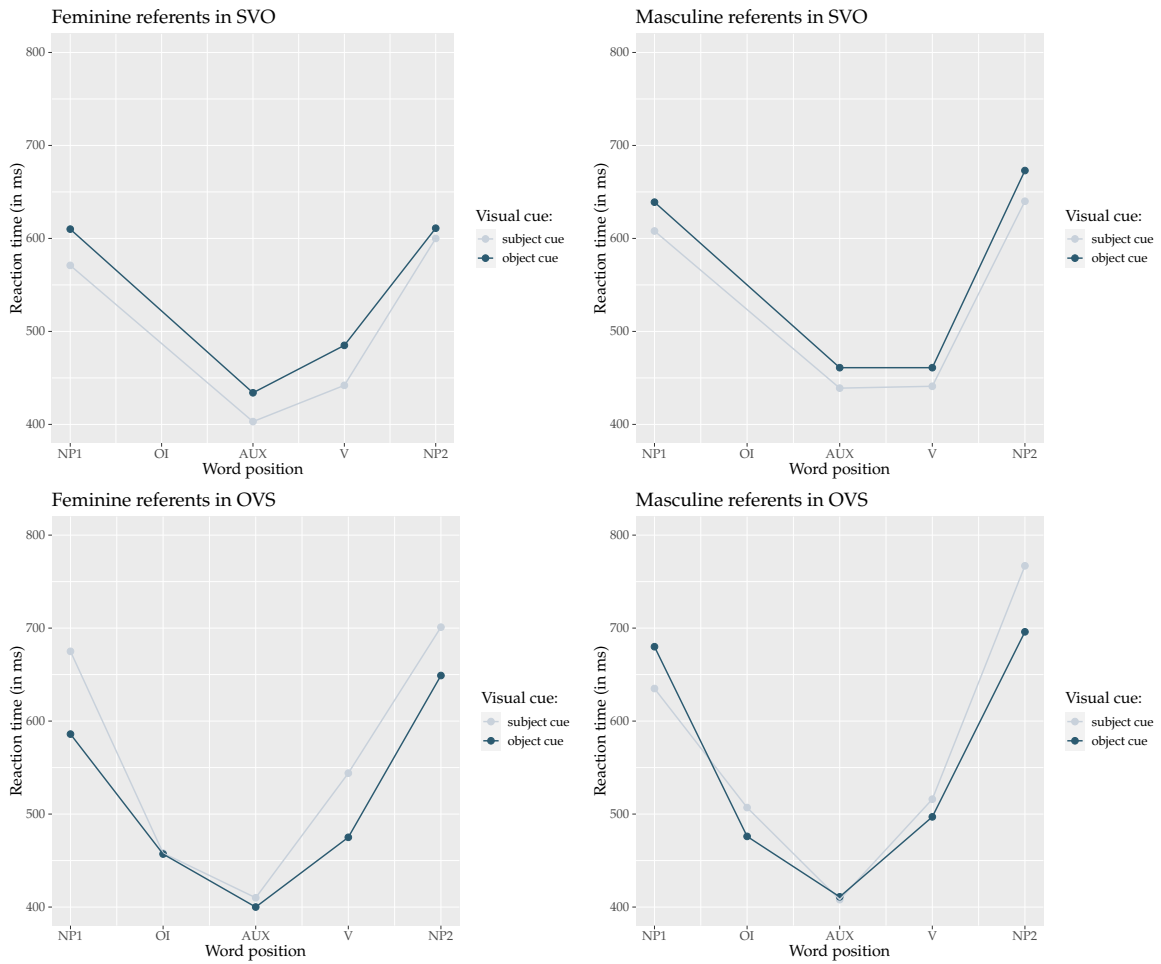 Feminine referents in SVO
800
700
600
500
400
Reaction time (in ms)
NP1 OI AUX V NP2
Word position
Visual cue:
subject cue
object cue
Masculine referents in SVO
800
700
600
500
400
Reaction time (in ms)
NP1 OI AUX V NP2
Word position
Visual cue:
subject cue
object cue
Feminine referents in OVS
800
700
600
500
400
Reaction time (in ms)
NP1 OI AUX V NP2
Word position
Visual cue:
subject cue
object cue
Masculine referents in OVS
800
700
600
500
400
Reaction time (in ms)
NP1 OI AUX V NP2
Word position
Visual cue:
subject cue
object cue